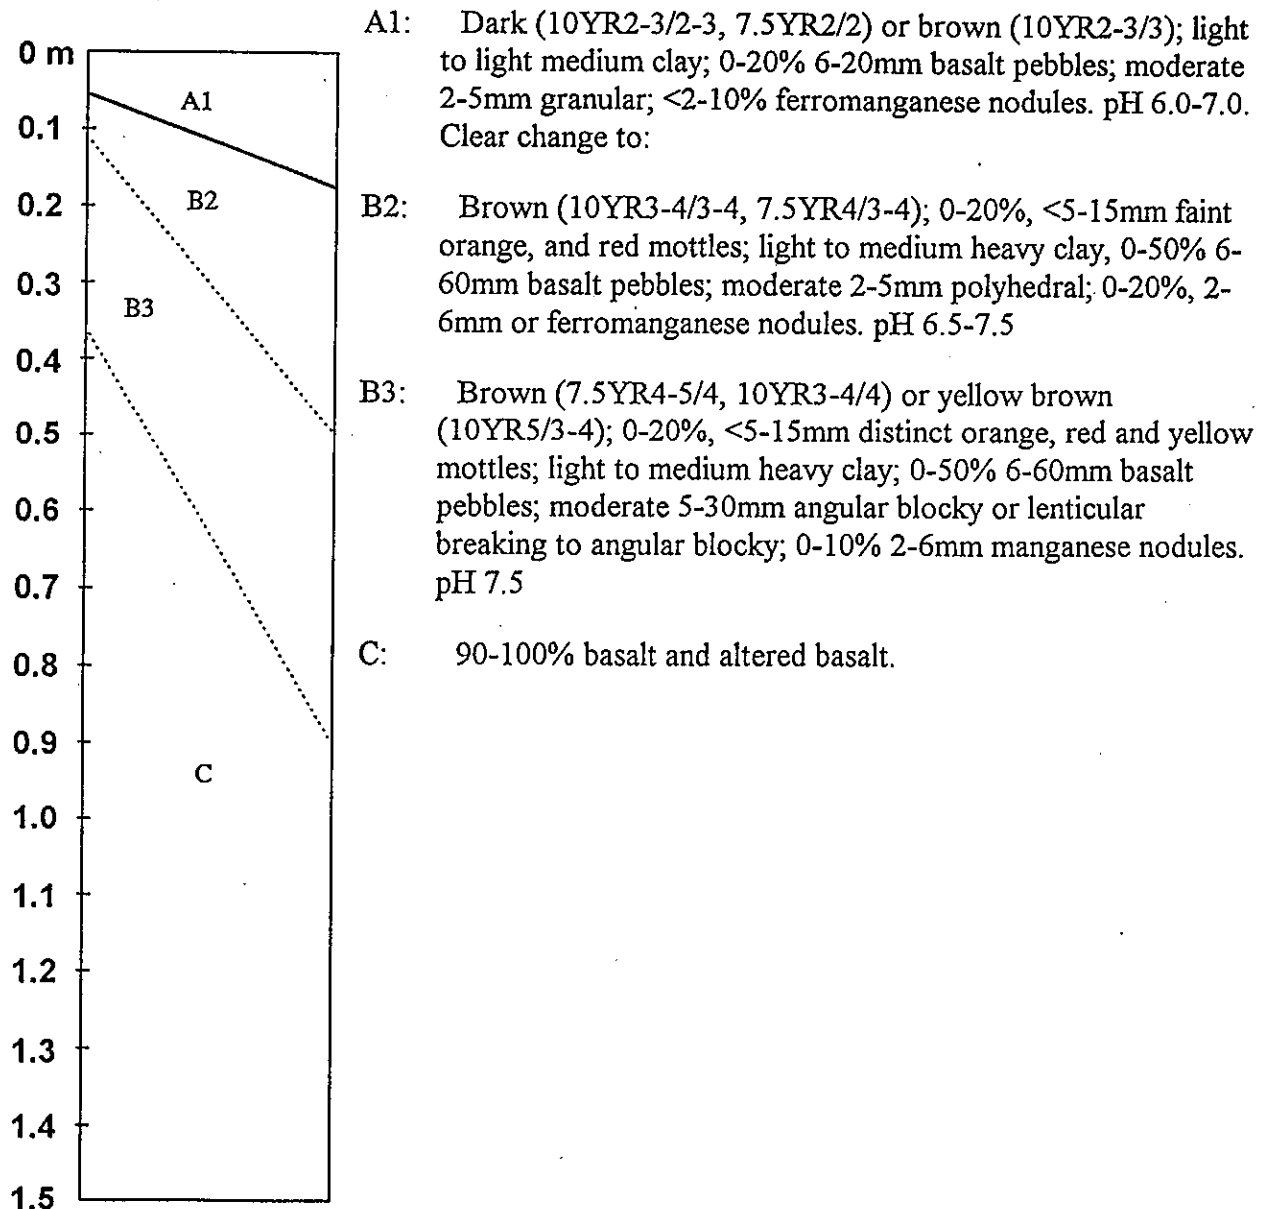 0 m
0.1
0.2
0.3
0.4
0.5
0.6
0.7
0.8
0.9
1.0
1.1
1.2
1.3
1.4
1.5
A1
B2
B3
C
A1: Dark (10YR2-3/2-3, 7.5YR2/2) or brown (10YR2-3/3); light
to light medium clay; 0-20% 6-20mm basalt pebbles; moderate
2-5mm granular; <2-10% ferromanganese nodules. pH 6.0-7.0.
Clear change to:
B2: Brown (10YR3-4/3-4, 7.5YR4/3-4); 0-20%, <5-15mm faint
orange, and red mottles; light to medium heavy clay, 0-50% 6-
60mm basalt pebbles; moderate 2-5mm polyhedral; 0-20%, 2-
6mm or ferromanganese nodules. pH 6.5-7.5
B3: Brown (7.5YR4-5/4, 10YR3-4/4) or yellow brown
(10YR5/3-4); 0-20%, <5-15mm distinct orange, red and yellow
mottles; light to medium heavy clay; 0-50% 6-60mm basalt
pebbles; moderate 5-30mm angular blocky or lenticular
breaking to angular blocky; 0-10% 2-6mm manganese nodules.
pH 7.5
C: 90-100% basalt and altered basalt.